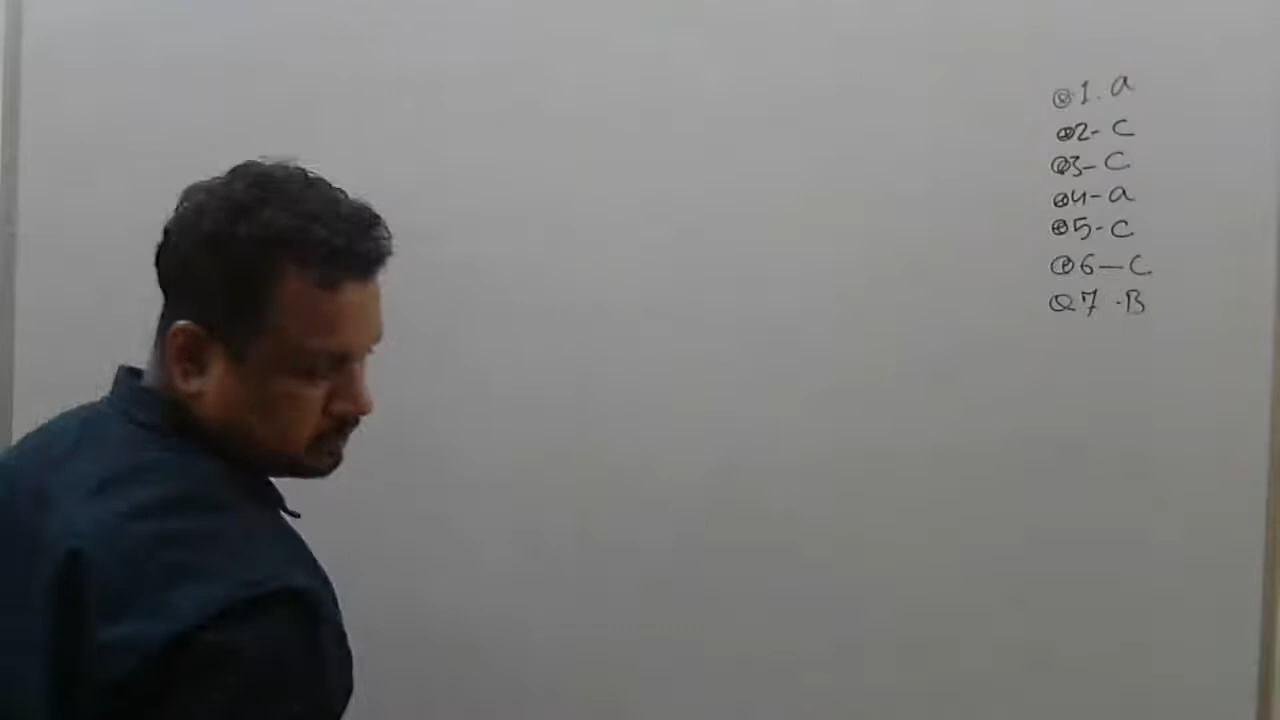 Q1. a
Q2- C
Q3- C
Q4- a
Q5- C
Q6- C
Q7 - B